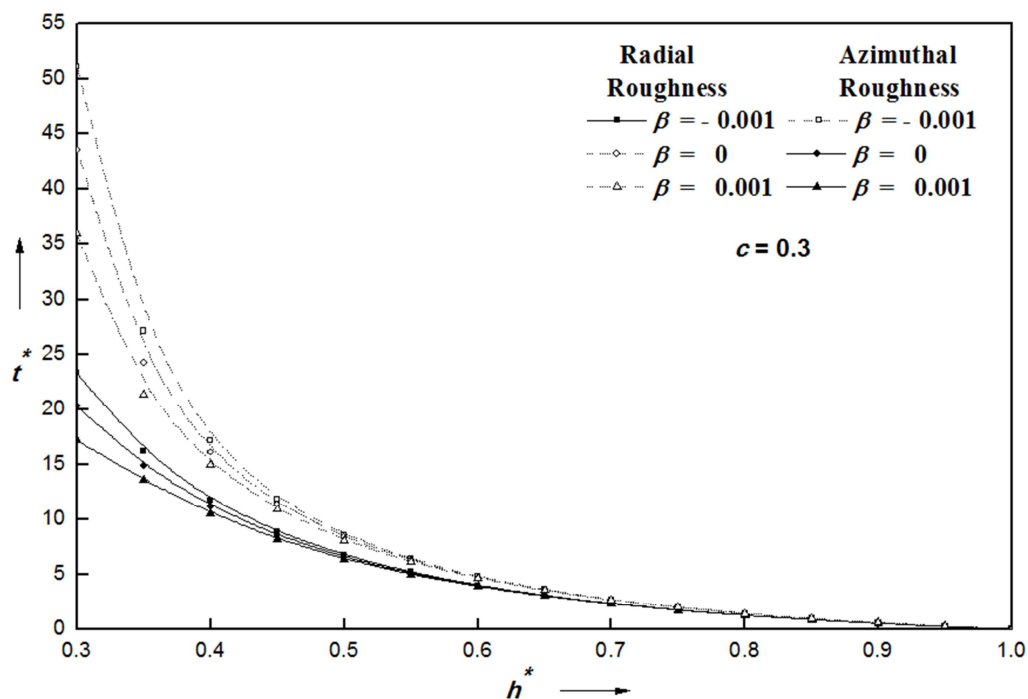 55
50
45
40
35
30
25
20
15
10
5
0
t*
Radial Roughness
Azimuthal Roughness
β = - 0.001
β = - 0.001
β = 0
β = 0
β = 0.001
β = 0.001
c = 0.3
0.3 0.4 0.5 0.6 0.7 0.8 0.9 1.0
h*